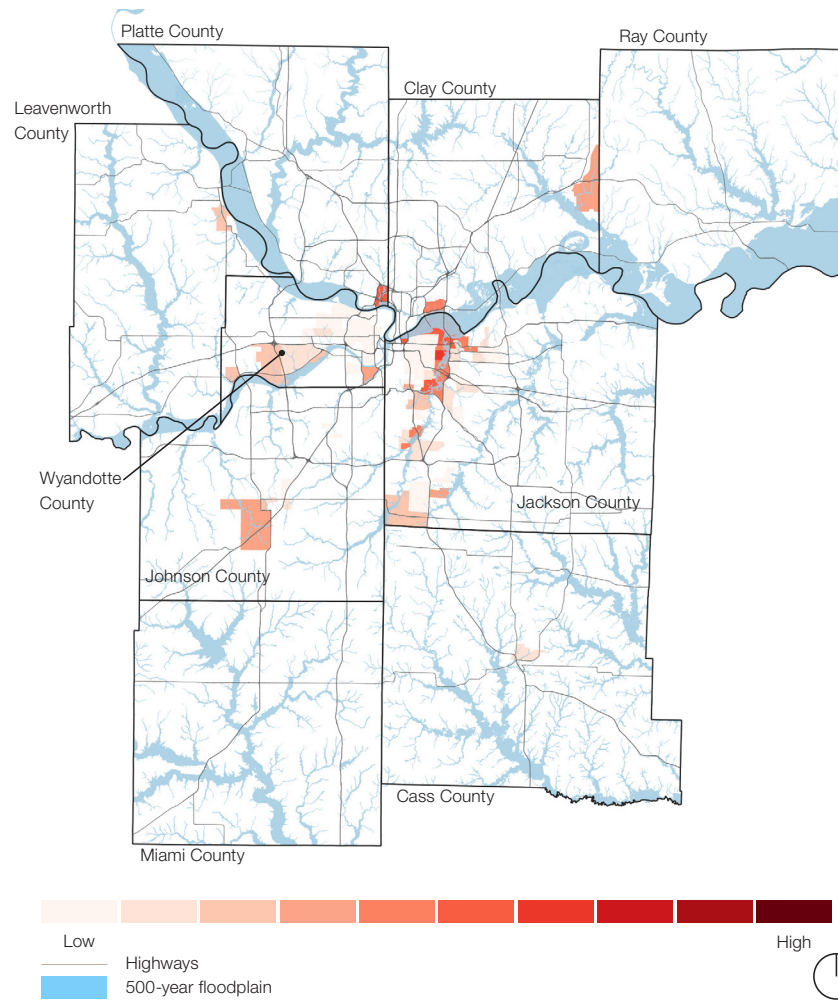 Platte County
Ray County
Clay County
Leavenworth
County
Wyandotte
County
Jackson County
Johnson County
Cass County
Miami County
Low
High
Highways
500-year floodplain